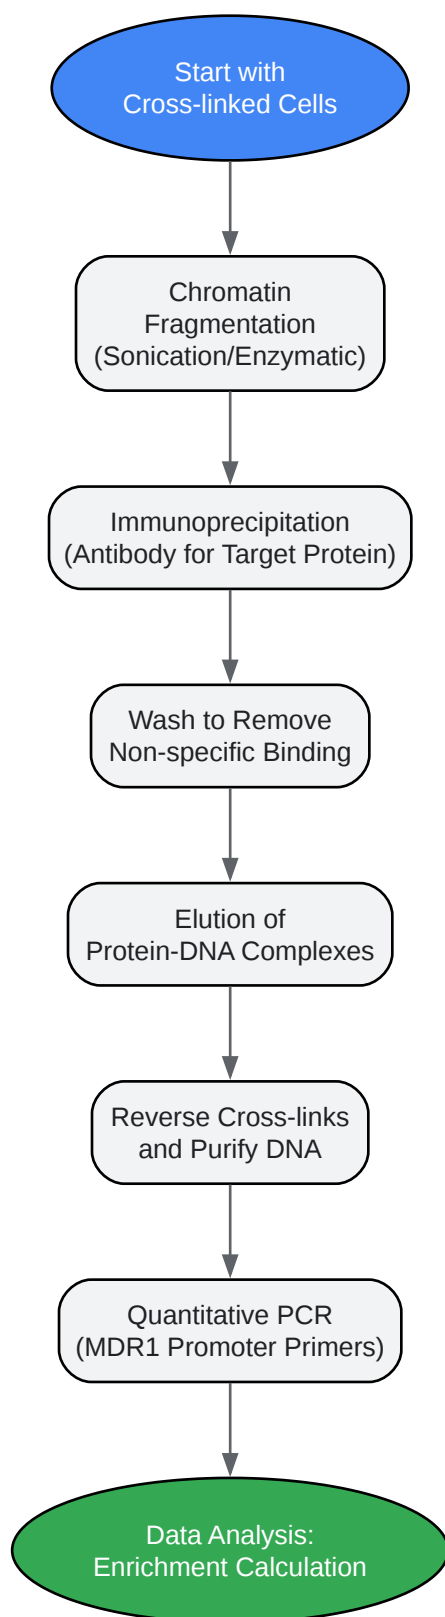 Start with
Cross-linked Cells
Chromatin
Fragmentation
(Sonication/Enzymatic)
Immunoprecipitation
(Antibody for Target Protein)
Wash to Remove
Non-specific Binding
Elution of
Protein-DNA Complexes
Reverse Cross-links
and Purify DNA
Quantitative PCR
(MDR1 Promoter Primers)
Data Analysis:
Enrichment Calculation